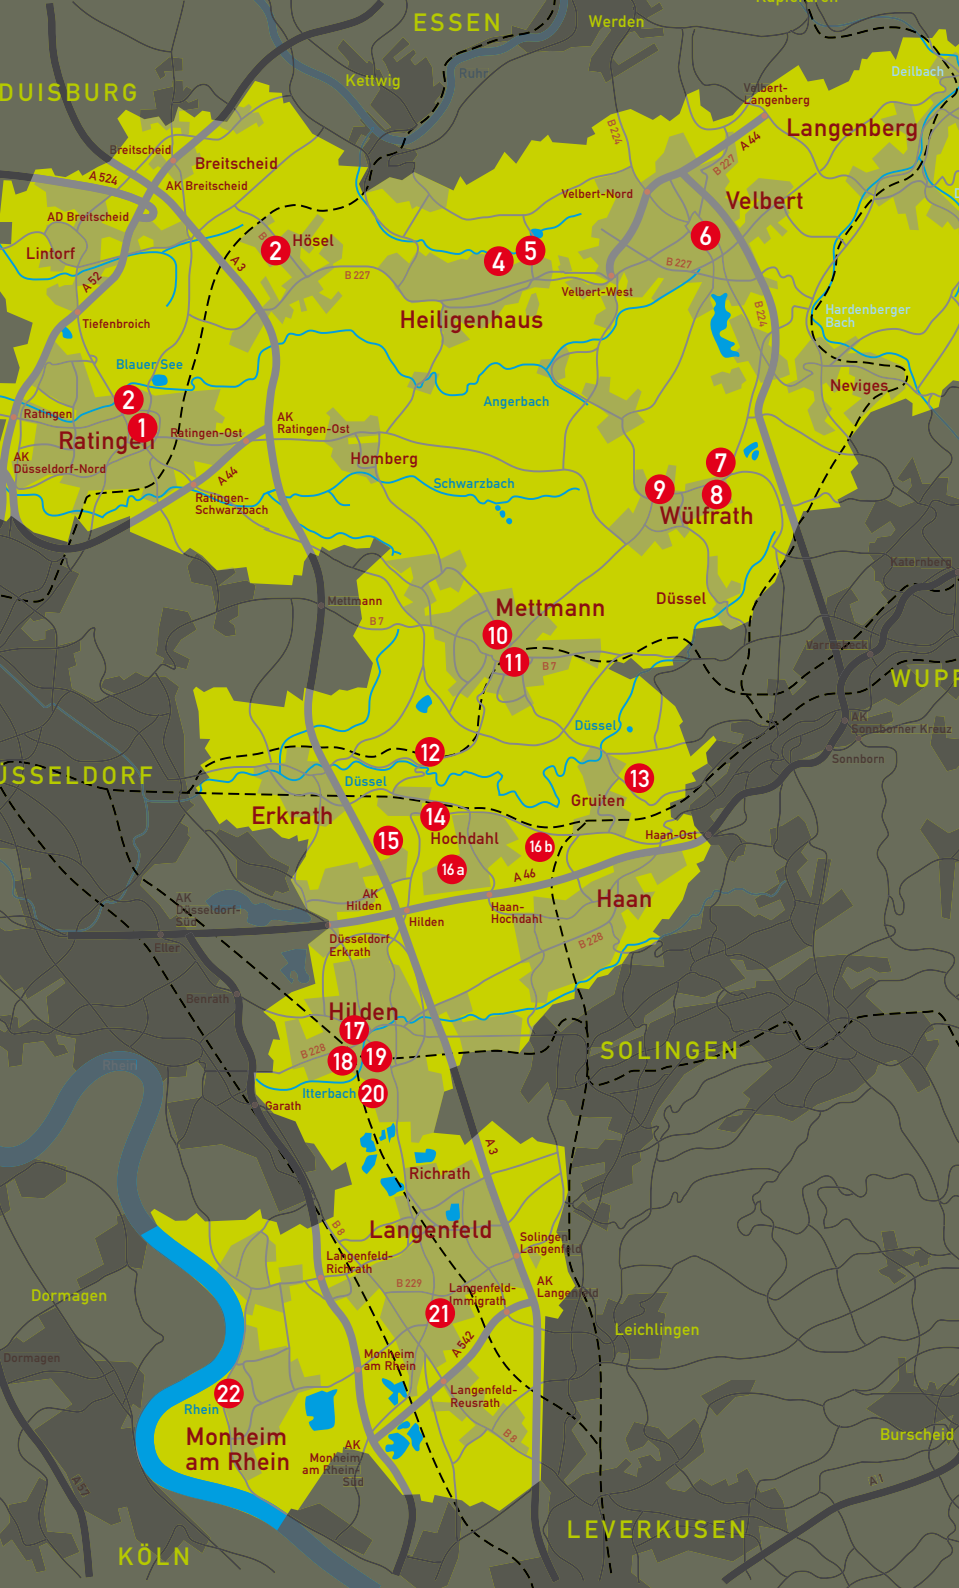 ESSEN
Werden
DUISBURG
Kettwig
Ruhr
Deilbach
Velbert-
Langenberg
Langenberg
B 224
A 44
B 227
Breitscheid
Breitscheid
A 524
AK Breitscheid
AD Breitscheid
Velbert-Nord
Velbert
Lintorf
2
Hösel
A 3
B 227
4
5
6
B 227
A 52
Velbert-West
Tiefenbroich
Heiligenhaus
B 224
Hardenberger
Bach
Blauer See
Neviges
2
Angerbach
Ratingen
1
Ratingen
Ratingen-Ost
AK
Ratingen-Ost
AK
Düsseldorf-Nord
Homberg
A 44
Schwarzbach
Ratingen-
Schwarzbach
7
8
9
Wülfrath
Katernberg
Mettmann
B 7
Mettmann
Düssel
10
11
B 7
Varresbeck
WUPP
AK
Sonnborner Kreuz
Sonnborn
Düssel
12
ÜSSELDORF
Düssel
13
Gruiten
Erkrath
14
15
Hochdahl
16 b
Haan-Ost
16 a
A 46
AK
Hilden
Haan
AK
Düsseldorf-
Süd
Haan-
Hochdahl
Hilden
Eller
Düsseldorf
Erkrath
B 228
Benrath
Hilden
17
B 228
18
19
SOLINGEN
Rhein
Itterbach
20
Garath
A 3
Richrath
B 8
Langenfeld
Solingen
Langenfeld
Langenfeld-
Richrath
B 229
Langenfeld-
Immigrath
AK
Langenfeld
Dormagen
21
Leichlingen
A 542
Dormagen
Monheim
am Rhein
22
Rhein
Langenfeld-
Reusrath
B 8
Monheim
am Rhein
AK
Monheim
am Rhein-
Süd
Burscheid
A 57
A 1
LEVERKUSEN
KÖLN